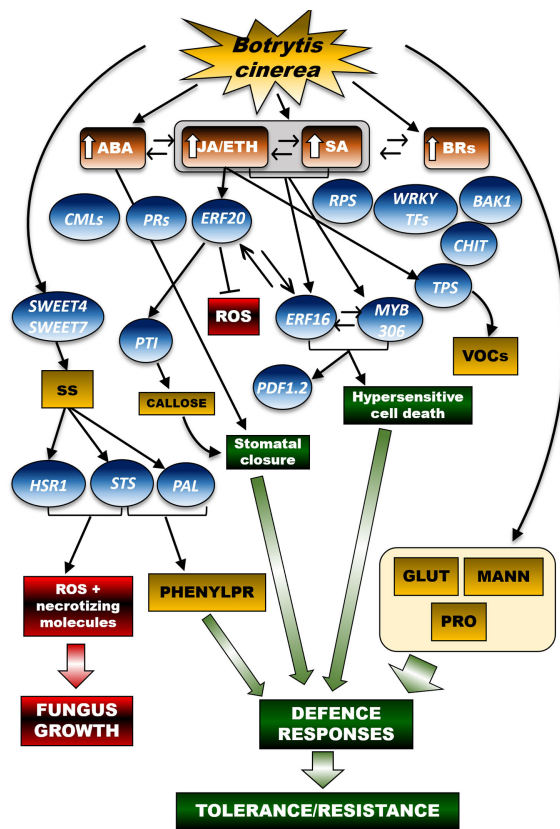 Botrytis
cinerea
ABA
JA/ETH
SA
BRs
CMLs
PRs
ERF20
RPS
WRKY
TFs
BAK1
CHIT
TPS
SWEET4
SWEET7
PTI
ROS
ERF16
MYB
306
VOCs
SS
CALLOSE
PDF1.2
Hypersensitive
cell death
Stomatal
closure
HSR1
STS
PAL
ROS +
necrotizing
molecules
PHENYLPR
GLUT
MANN
PRO
FUNGUS
GROWTH
DEFENCE
RESPONSES
TOLERANCE/RESISTANCE